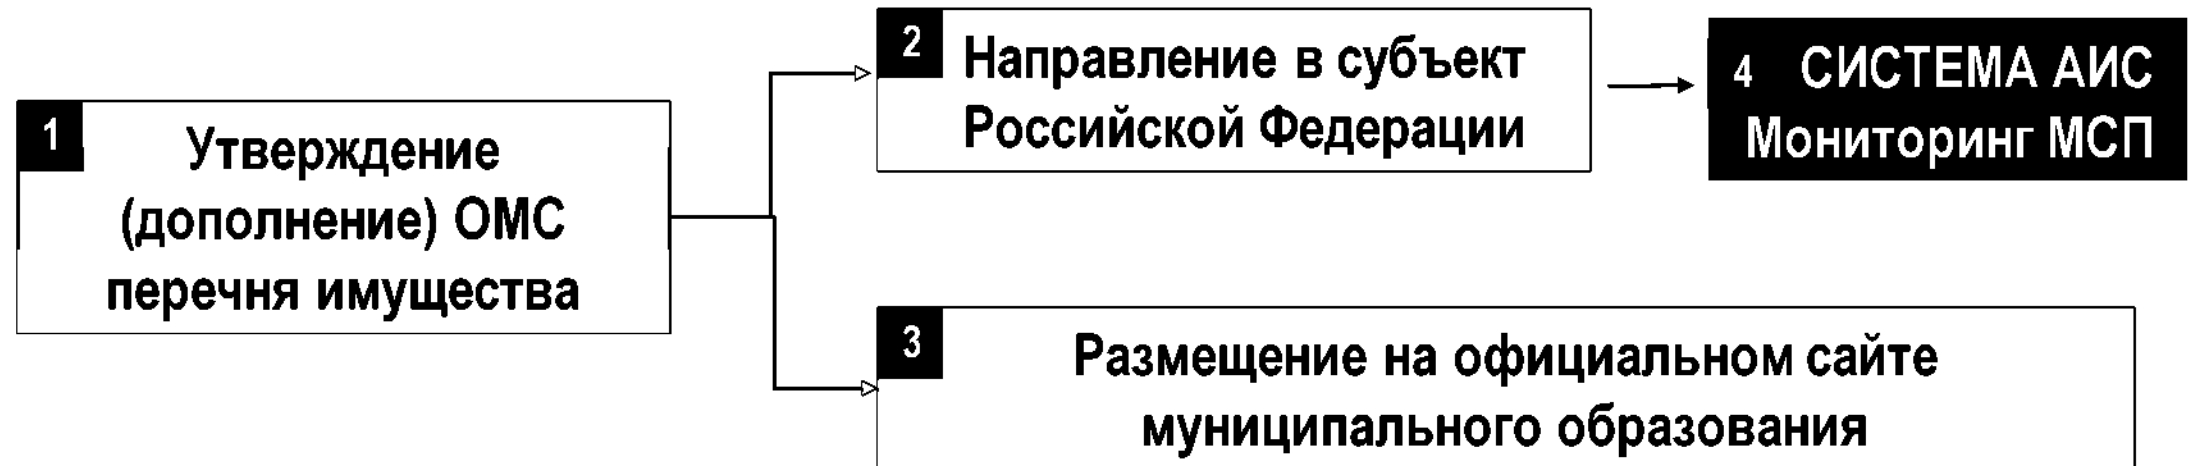 1
Утверждение
(дополнение) ОМС
перечня имущества
2
Направление в субъект
Российской Федерации
4 СИСТЕМА АИС
Мониторинг МСП
3
Размещение на официальном сайте
муниципального образования